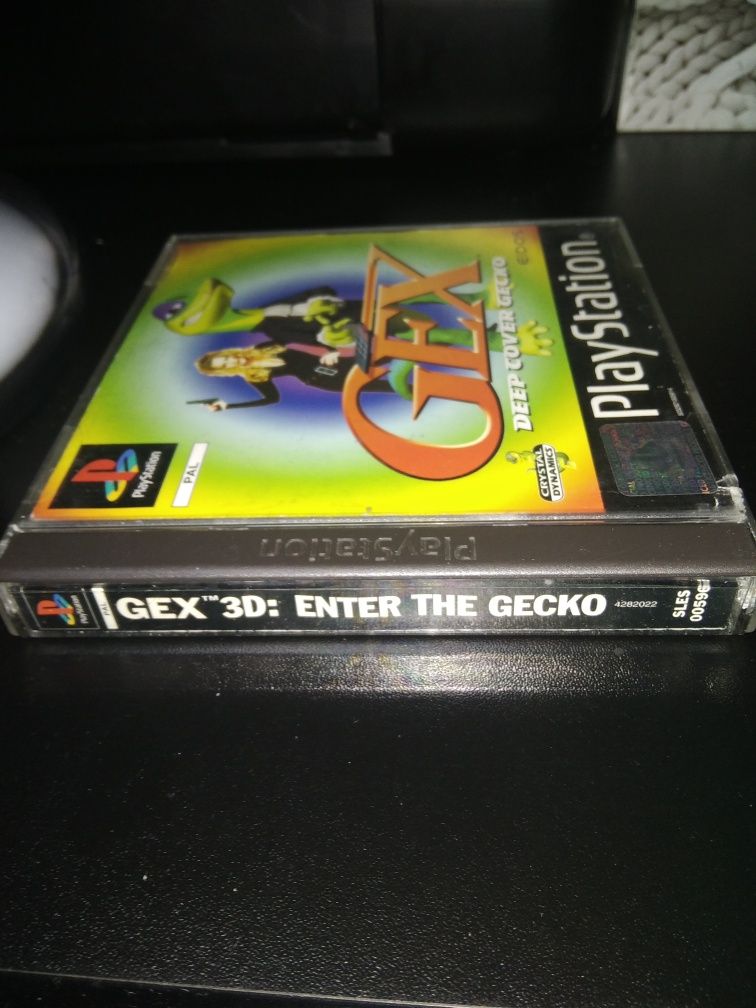 GEX
DEEP COVER GECKO
EIDOS
CRYSTAL
DYNAMICS
PlayStation
PlayStation
PAL
PlayStation
PlayStation
PAL
GEX™ 3D: ENTER THE GECKO
4282022
SLES
00596